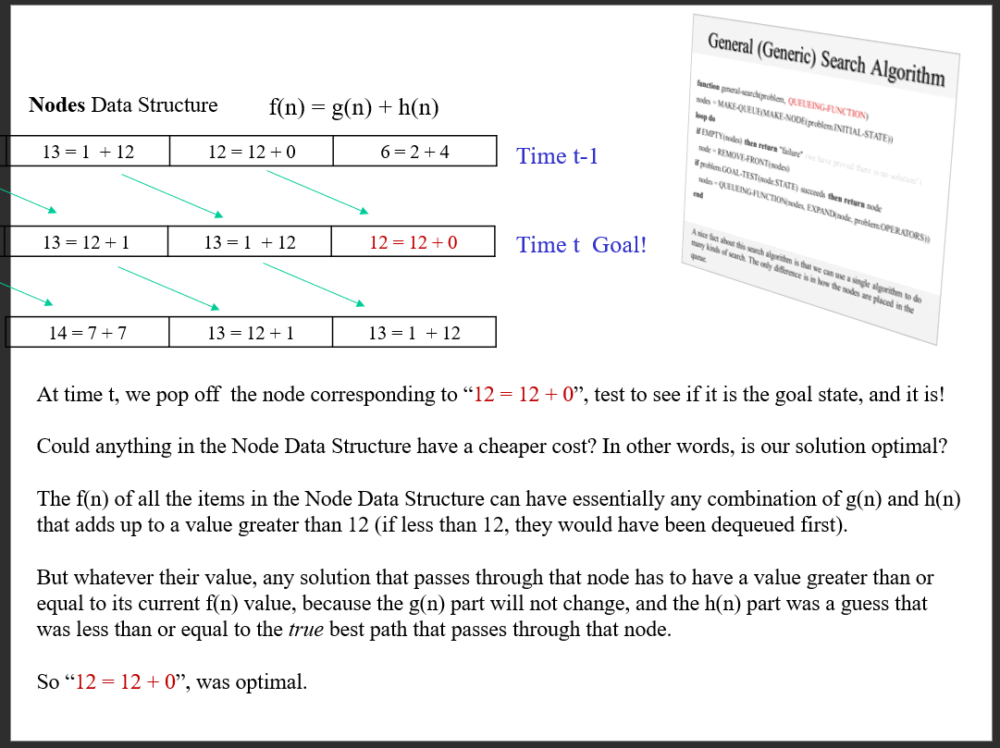 General (Generic) Search Algorithm
Nodes Data Structure f(n) = g(n) + h(n)
function general-search(problem, QUEUEING-FUNCTION)
nodes = MAKE-QUEUE(MAKE-NODE(problem.INITIAL-STATE))
loop do
if EMPTY(nodes) then return "failure" (we have proved there is no solution!)
node = REMOVE-FRONT(nodes)
if problem.GOAL-TEST(node.STATE) succeeds then return node
nodes = QUEUEING-FUNCTION(nodes, EXPAND(node, problem.OPERATORS))
end
A nice fact about this search algorithm is that we can use a single algorithm to do
many kinds of search. The only difference is in how the nodes are placed in the
queue.
13 = 1 + 12 12 = 12 + 0 6 = 2 + 4 Time t-1
13 = 12 + 1 13 = 1 + 12 12 = 12 + 0 Time t Goal!
14 = 7 + 7 13 = 12 + 1 13 = 1 + 12
At time t, we pop off the node corresponding to “12 = 12 + 0”, test to see if it is the goal state, and it is!
Could anything in the Node Data Structure have a cheaper cost? In other words, is our solution optimal?
The f(n) of all the items in the Node Data Structure can have essentially any combination of g(n) and h(n)
that adds up to a value greater than 12 (if less than 12, they would have been dequeued first).
But whatever their value, any solution that passes through that node has to have a value greater than or
equal to its current f(n) value, because the g(n) part will not change, and the h(n) part was a guess that
was less than or equal to the true best path that passes through that node.
So “12 = 12 + 0”, was optimal.